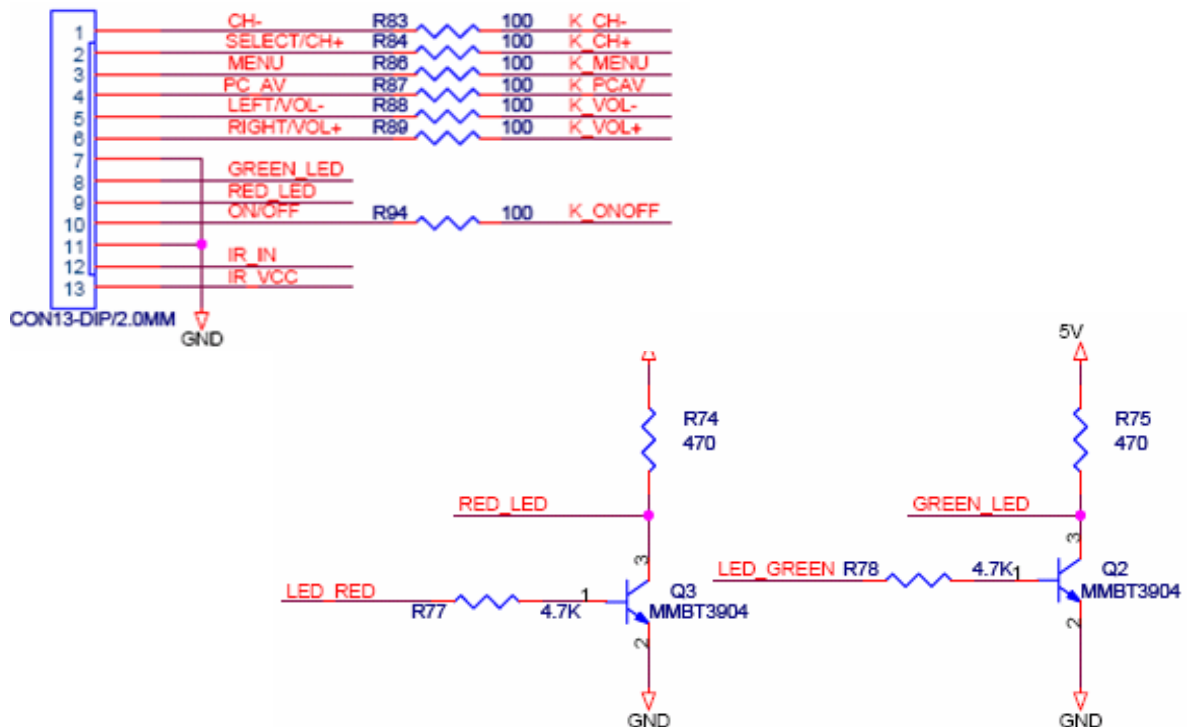 1 CH- R83 100 K_CH-
2 SELECT/CH+ R84 100 K_CH+
3 MENU R86 100 K_MENU
4 PC_AV R87 100 K_PCAV
5 LEFT/VOL- R88 100 K_VOL-
6 RIGHT/VOL+ R89 100 K_VOL+
7
8 GREEN_LED
9 RED_LED
10 ON/OFF R94 100 K_ONOFF
11
12 IR_IN
13 IR_VCC
CON13-DIP/2.0MM
GND
5V
R74
470
R75
470
RED_LED
GREEN_LED
3
3
LED_RED
R77
4.7K
1
Q3
MMBT3904
2
GND
LED_GREEN
R78
4.7K
1
Q2
MMBT3904
2
GND